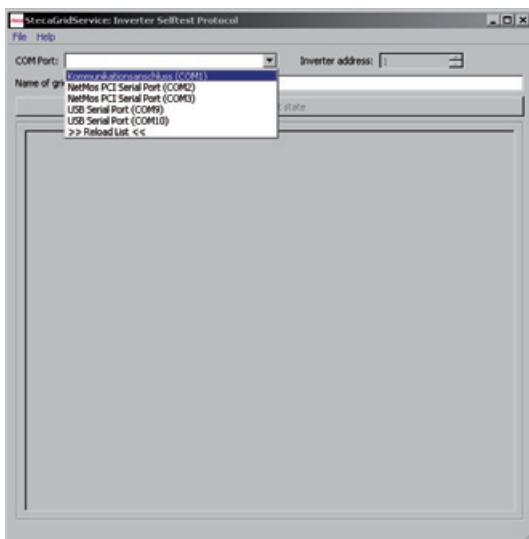 StecaGridService: Inverter Selftest Protocol
File Help
COM Port:
Inverter address: 1
Kommunikationsanschluss (COM1)
Name of
NetMos PCI Serial Port (COM2)
NetMos PCI Serial Port (COM3)
USB Serial Port (COM9)
USB Serial Port (COM10)
>> Reload List <<
state